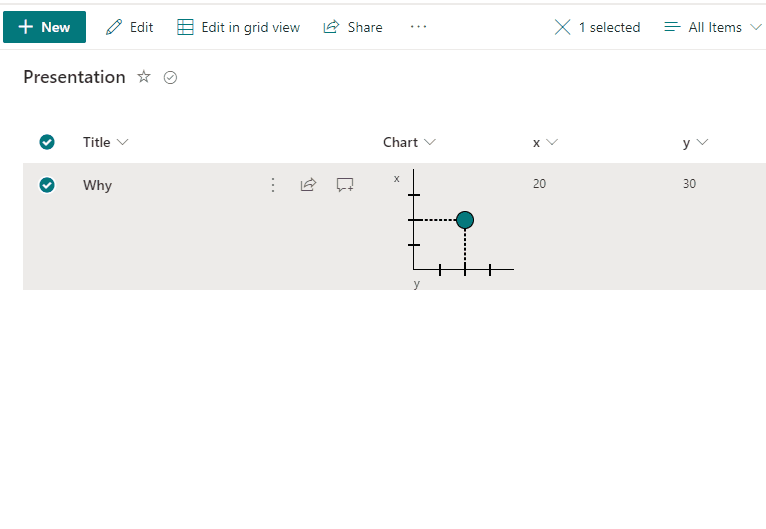 New Edit Edit in grid view Share ··· 1 selected All Items
Presentation
Title Chart x y
Why x 20 30
y